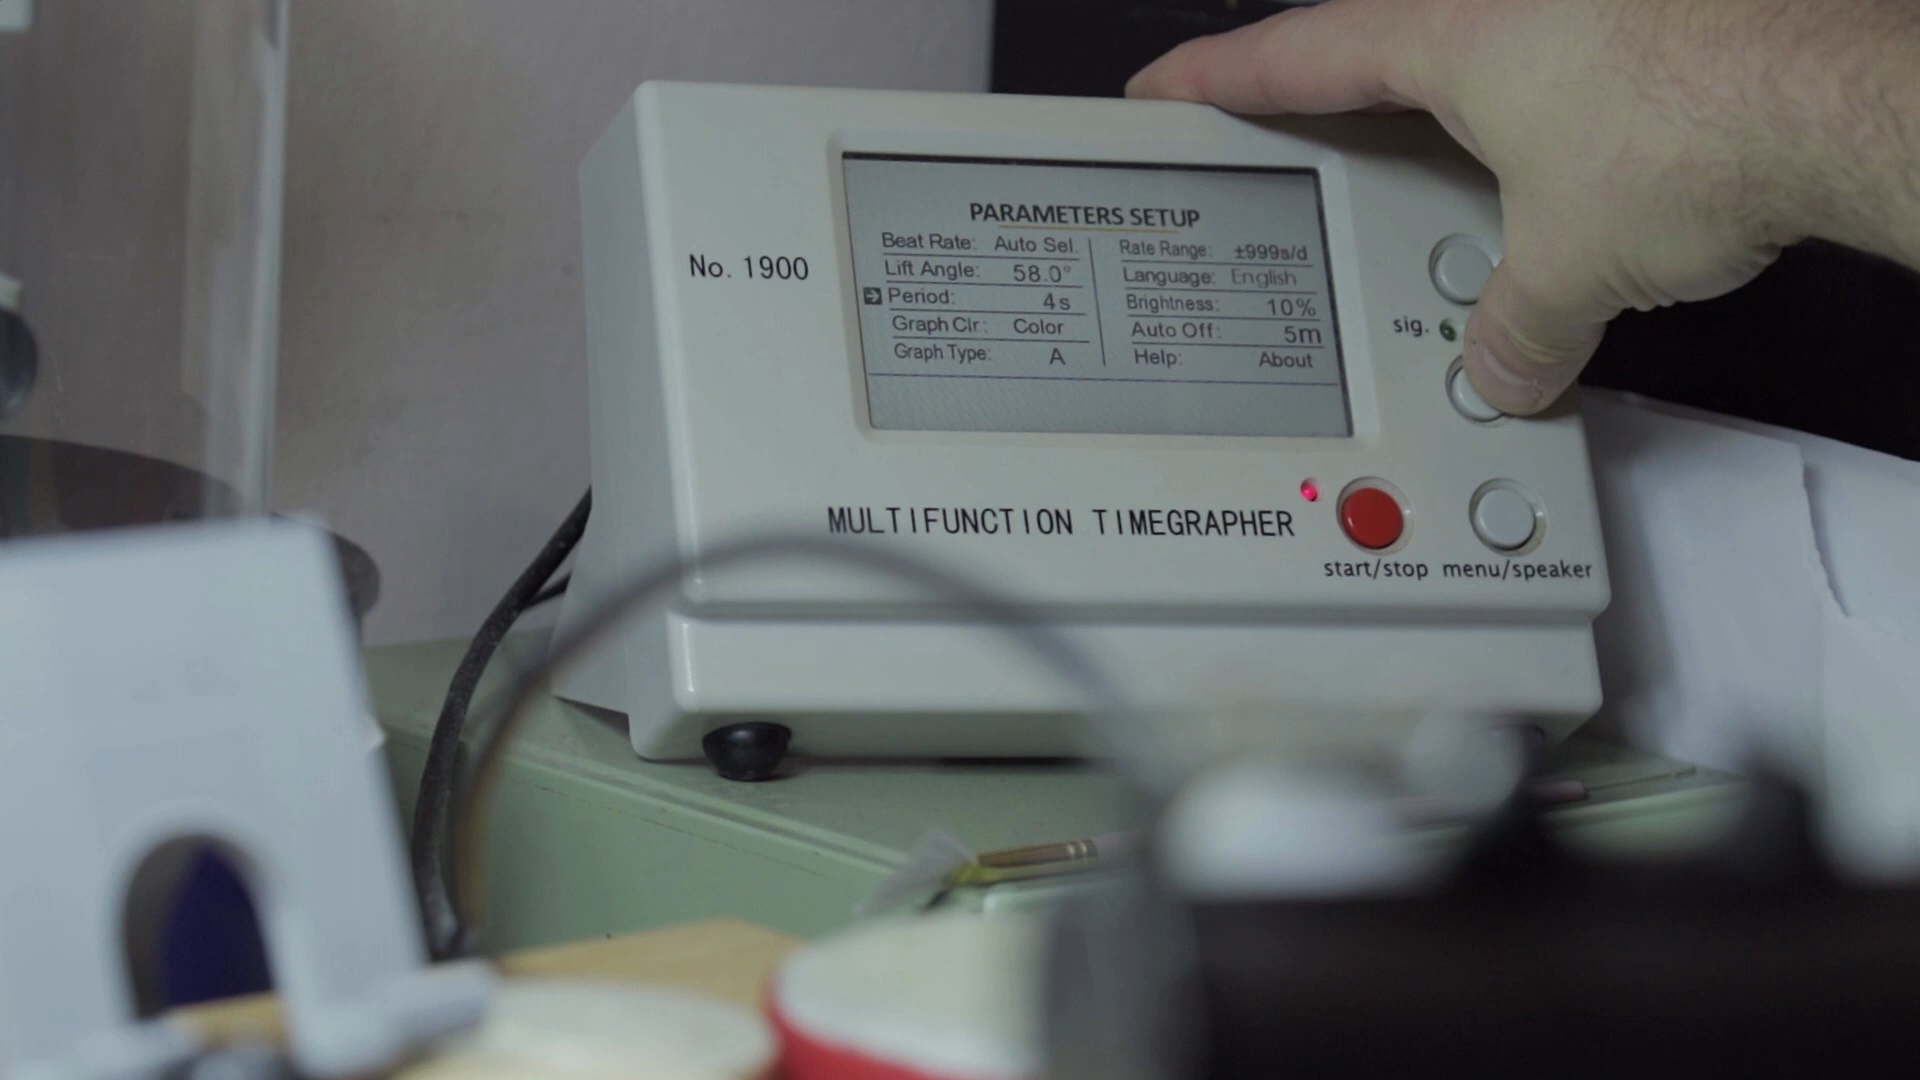 PARAMETERS SETUP
Beat Rate: Auto Sel.
Lift Angle: 58.0°
Period: 4s
Graph Clr.: Color
Graph Type: A
Rate Range: ±999s/d
Language: English
Brightness: 10%
Auto Off: 5m
Help: About
No. 1900
sig.
MULTIFUNCTION TIMEGRAPHER
start/stop
menu/speaker